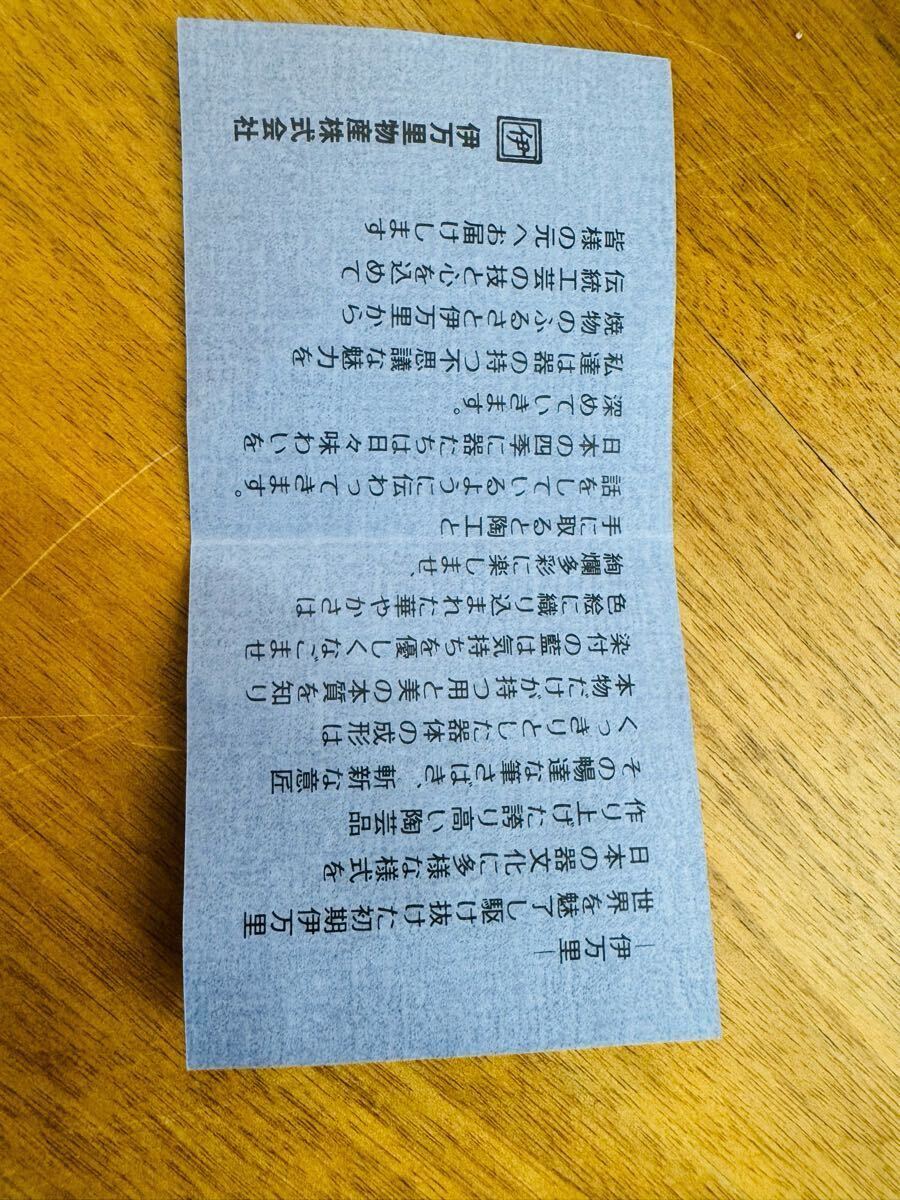 ―伊万里―
世界を魅了し駆け抜けた初期伊万里
日本の器文化に多様な様式を
作り上げた誇り高い陶芸品
その暢達な筆さばき、斬新な意匠
くっきりとした器体の成形は
本物だけが持つ用と美の本質を知り
染付の藍は気持ちを優しくなごませ
色絵に織り込まれた華やかさは
絢爛多彩に楽しませ、
手に取ると陶工と
話をしているように伝わってきます。
日本の四季に器たちは日々味わいを
深めていきます。
私達は器の持つ不思議な魅力を
焼物のふるさと伊万里から
伝統工芸の技と心を込めて
皆様の元へお届けします
伊 伊万里物産株式会社